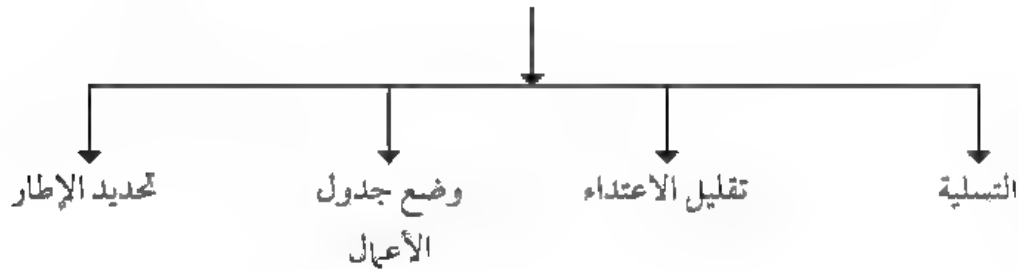 التسلية
تقليل الاعتداء
وضع جدول
الأعمال
تحديد الإطار